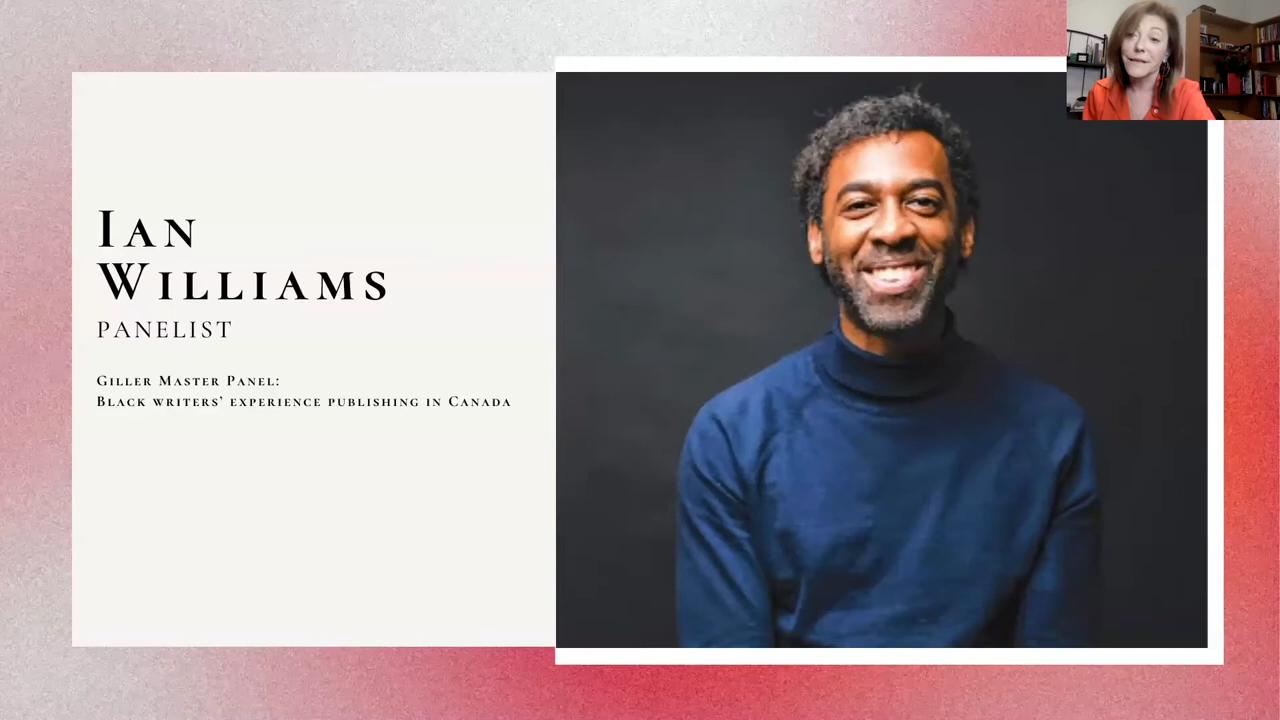 Ian
Williams
PANELIST
Giller Master Panel:
Black writers' experience publishing in Canada